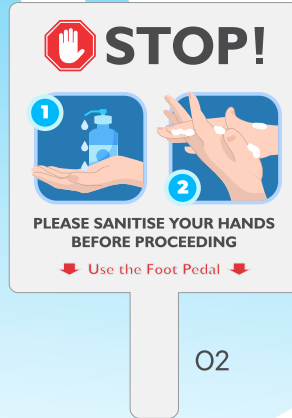 STOP!
1
2
PLEASE SANITISE YOUR HANDS
BEFORE PROCEEDING
Use the Foot Pedal
02